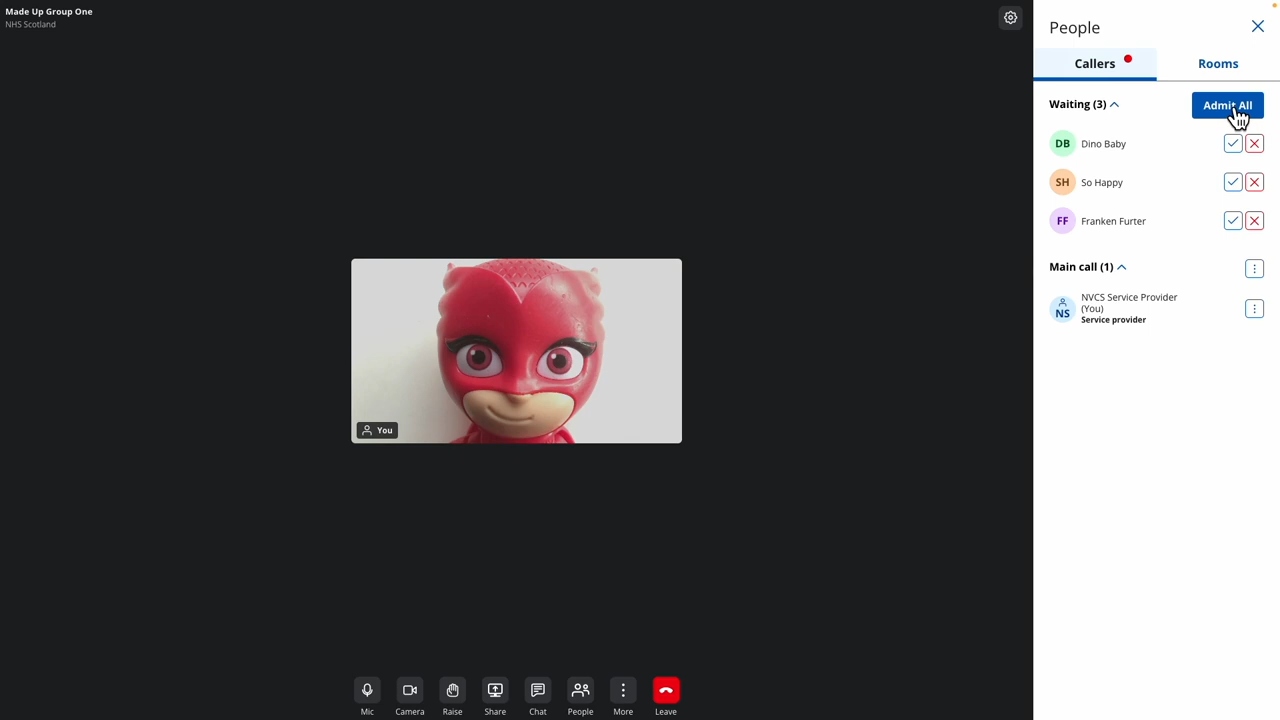 Made Up Group One
NHS Scotland
People
Callers
Rooms
Waiting (3)
Admit All
DB
Dino Baby
SH
So Happy
FF
Franken Furter
Main call (1)
NS
NVCS Service Provider
(You)
Service provider
You
Mic
Camera
Raise
Share
Chat
People
More
Leave